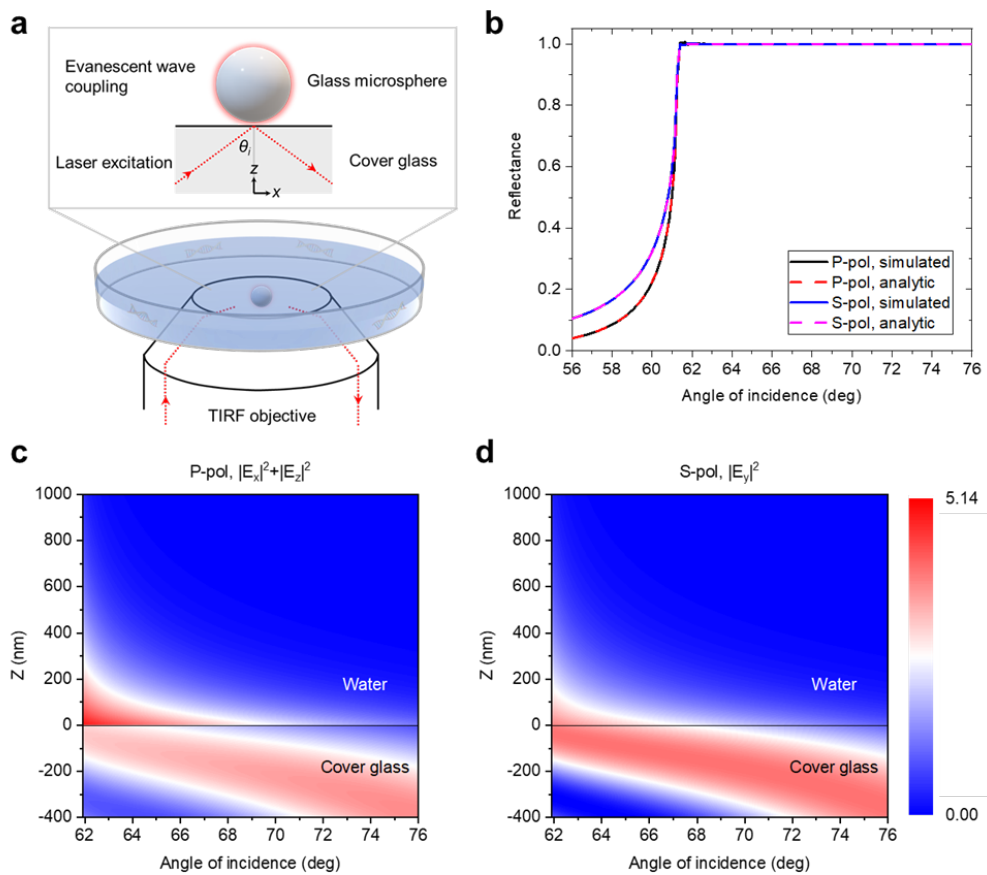 a
Evanescent wave
coupling
Glass microsphere
Laser excitation
θi
Cover glass
z
x
TIRF objective
b
1.0
0.8
0.6
0.4
0.2
0.0
Reflectance
P-pol, simulated
P-pol, analytic
S-pol, simulated
S-pol, analytic
56 58 60 62 64 66 68 70 72 74 76
Angle of incidence (deg)
c
P-pol, |Ex|²+|Ez|²
1000
800
600
400
200
0
-200
-400
Z (nm)
Water
Cover glass
62 64 66 68 70 72 74 76
Angle of incidence (deg)
d
S-pol, |Ey|²
1000
800
600
400
200
0
-200
-400
Z (nm)
Water
Cover glass
62 64 66 68 70 72 74 76
Angle of incidence (deg)
5.14
0.00